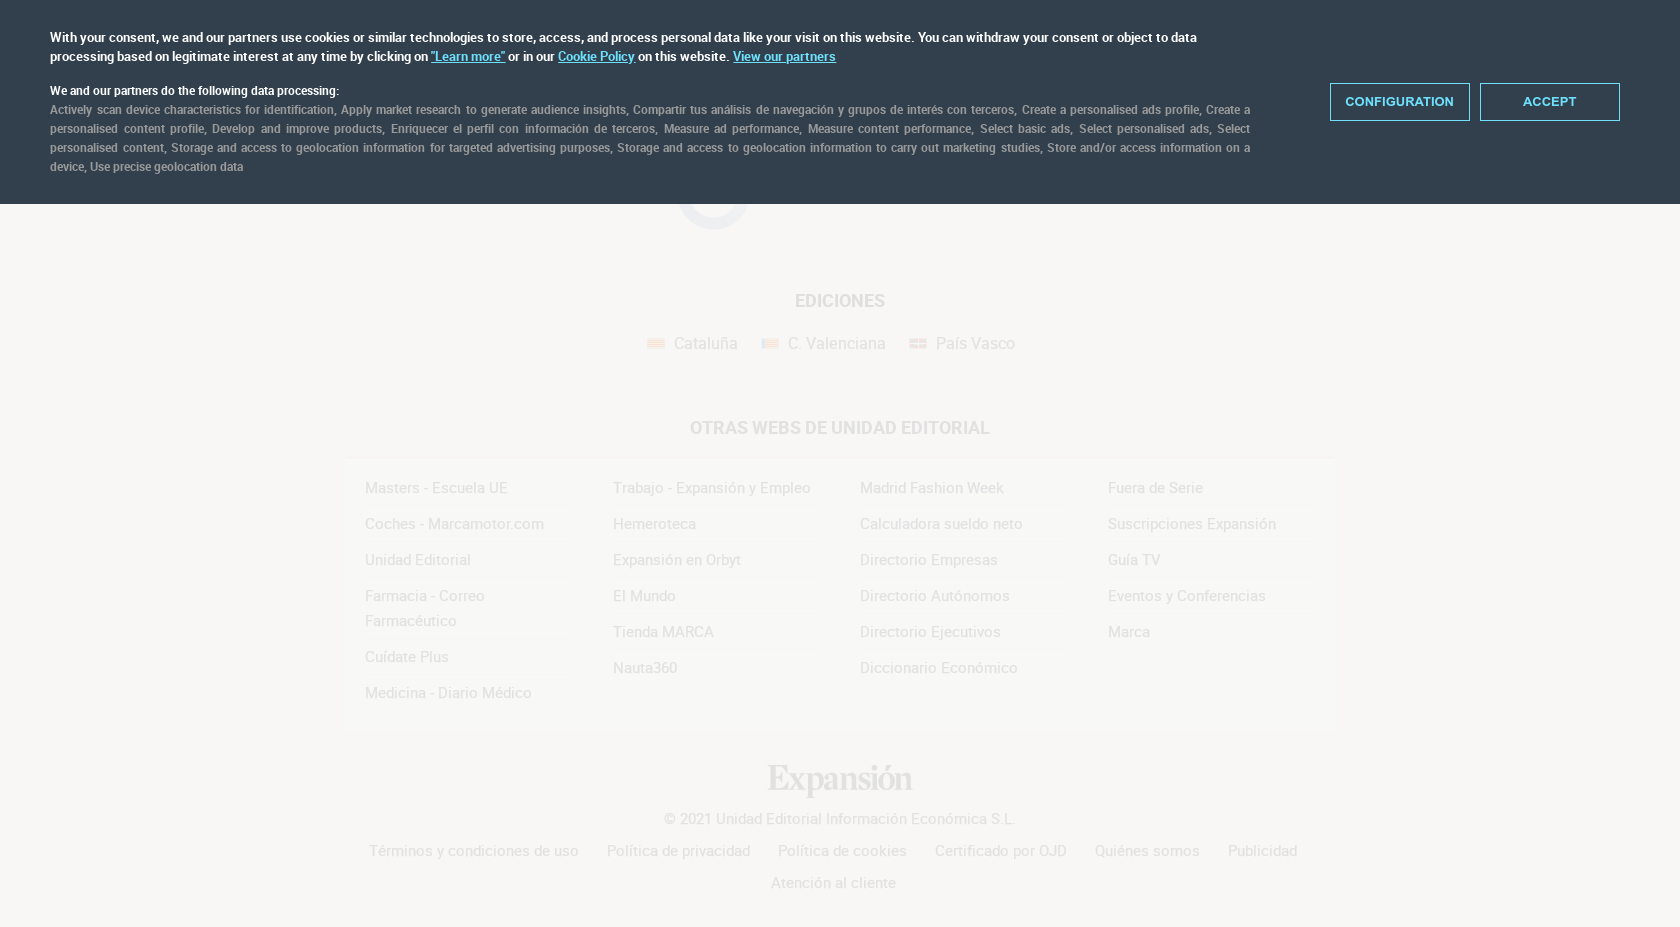 With your consent, we and our partners use cookies or similar technologies to store, access, and process personal data like your visit on this website. You can withdraw your consent or object to data
processing based on legitimate interest at any time by clicking on "Learn more" or in our Cookie Policy on this website. View our partners
We and our partners do the following data processing:
Actively scan device characteristics for identification, Apply market research to generate audience insights, Compartir tus análisis de navegación y grupos de interés con terceros, Create a personalised ads profile, Create a
personalised content profile, Develop and improve products, Enriquecer el perfil con información de terceros, Measure ad performance, Measure content performance, Select basic ads, Select personalised ads, Select
personalised content, Storage and access to geolocation information for targeted advertising purposes, Storage and access to geolocation information to carry out marketing studies, Store and/or access information on a
device, Use precise geolocation data
CONFIGURATION
ACCEPT
EDICIONES
Cataluña C. Valenciana País Vasco
OTRAS WEBS DE UNIDAD EDITORIAL
Masters - Escuela UE
Coches - Marcamotor.com
Unidad Editorial
Farmacia - Correo
Farmacéutico
Cuídate Plus
Medicina - Diario Médico
Trabajo - Expansión y Empleo
Hemeroteca
Expansión en Orbyt
El Mundo
Tienda MARCA
Nauta360
Madrid Fashion Week
Calculadora sueldo neto
Directorio Empresas
Directorio Autónomos
Directorio Ejecutivos
Diccionario Económico
Fuera de Serie
Suscripciones Expansión
Guía TV
Eventos y Conferencias
Marca
Expansión
© 2021 Unidad Editorial Información Económica S.L.
Términos y condiciones de uso Política de privacidad Política de cookies Certificado por OJD Quiénes somos Publicidad
Atención al cliente